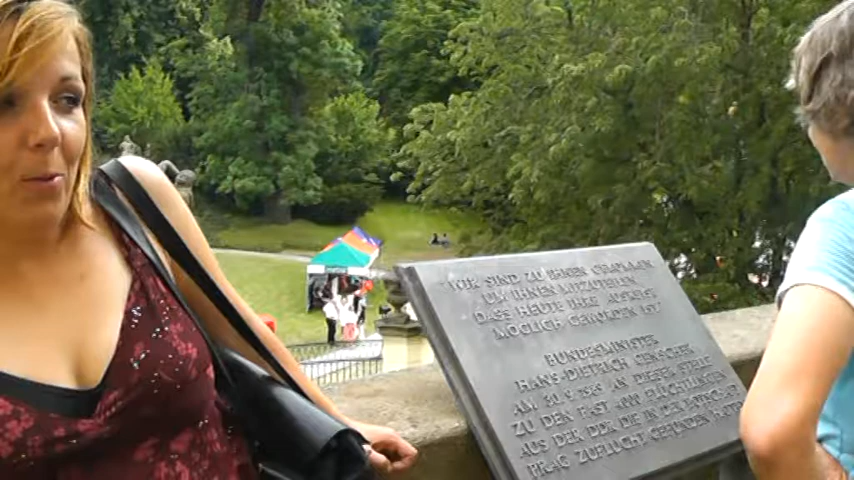 "WIR SIND ZU IHNEN GEKOMMEN,
UM IHNEN MITZUTEILEN,
DASS HEUTE IHRE AUSREISE
MÖGLICH GEWORDEN IST"
BUNDESMINISTER
HANS-DIETRICH GENSCHER
AM 30.9.1989 AN DIESER STELLE
ZU DEN FAST 4000 FLÜCHTLINGEN
AUS DER DDR, DIE IN DER BOTSCHAFT
PRAG ZUFLUCHT GEFUNDEN